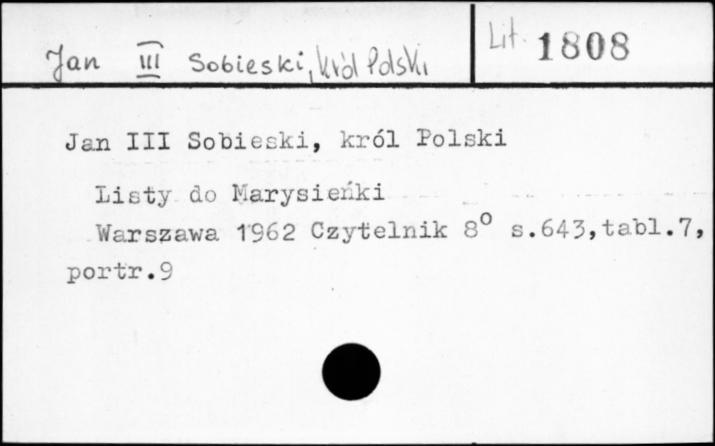 Jan III Sobieski, król Polski
Lit. 1808
Jan III Sobieski, król Polski
Listy do Marysieńki
Warszawa 1962 Czytelnik 8° s.643,tabl.7,
portr.9